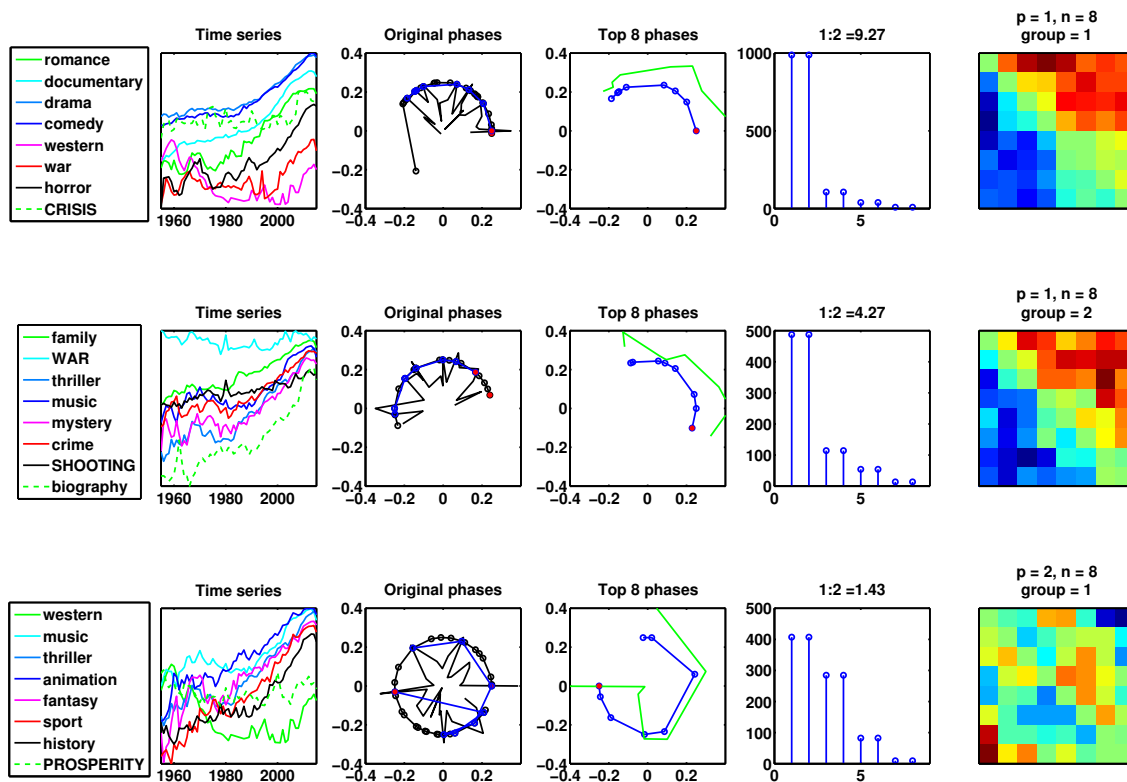 Time series
Original phases
Top 8 phases
1:2 =9.27
p = 1, n = 8
group = 1
romance
documentary
drama
comedy
western
war
horror
CRISIS
1960 1980 2000
0.4
0.2
0
−0.2
−0.4
−0.4 −0.2 0 0.2
0.4
0.2
0
−0.2
−0.4
−0.4 −0.2 0 0.2
1000
500
0
5
Time series
Original phases
Top 8 phases
1:2 =4.27
p = 1, n = 8
group = 2
family
WAR
thriller
music
mystery
crime
SHOOTING
biography
1960 1980 2000
0.4
0.2
0
−0.2
−0.4
−0.4 −0.2 0 0.2
0.4
0.2
0
−0.2
−0.4
−0.4 −0.2 0 0.2
500
400
300
200
100
0
5
Time series
Original phases
Top 8 phases
1:2 =1.43
p = 2, n = 8
group = 1
western
music
thriller
animation
fantasy
sport
history
PROSPERITY
1960 1980 2000
0.4
0.2
0
−0.2
−0.4
−0.4 −0.2 0 0.2
0.4
0.2
0
−0.2
−0.4
−0.4 −0.2 0 0.2
500
400
300
200
100
0
5